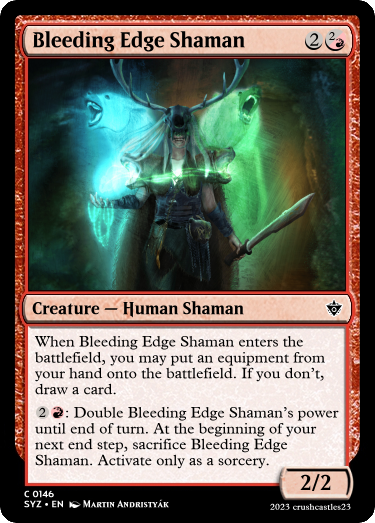 Bleeding Edge Shaman 2 2
Creature — Human Shaman
When Bleeding Edge Shaman enters the
battlefield, you may put an equipment from
your hand onto the battlefield. If you don't,
draw a card.
2 : Double Bleeding Edge Shaman's power
until end of turn. At the beginning of your
next end step, sacrifice Bleeding Edge
Shaman. Activate only as a sorcery.
2/2
C 0146
SYZ • EN Martin Andristyák
2023 crushcastles23